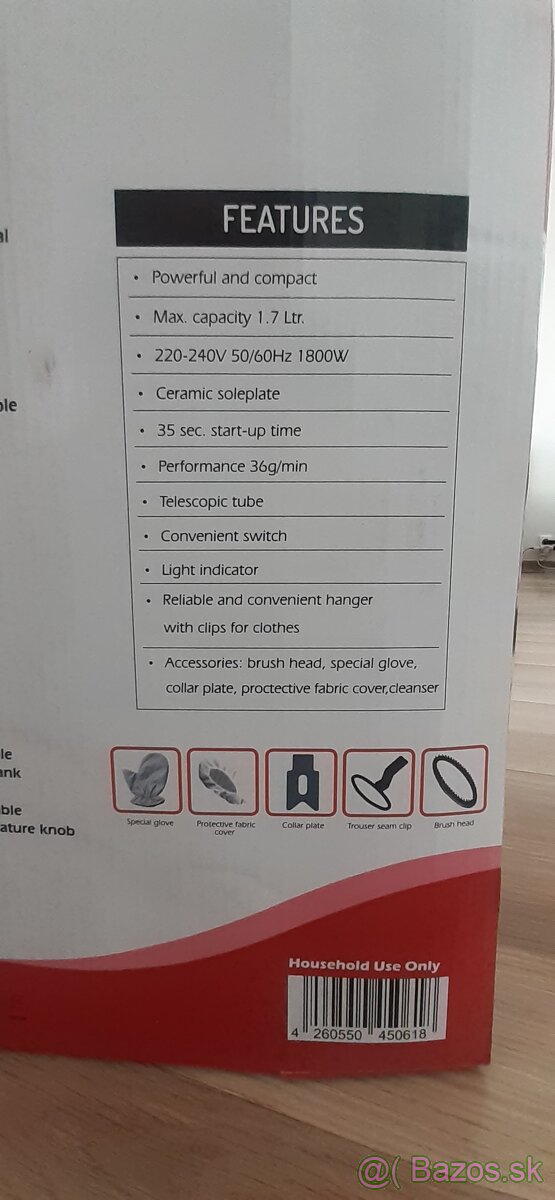 FEATURES
• Powerful and compact
• Max. capacity 1.7 Ltr.
• 220-240V 50/60Hz 1800W
• Ceramic soleplate
• 35 sec. start-up time
• Performance 36g/min
• Telescopic tube
• Convenient switch
• Light indicator
• Reliable and convenient hanger
with clips for clothes
• Accessories: brush head, special glove,
collar plate, proctective fabric cover,cleanser
ature knob
Special glove
Protective fabric
cover
Collar plate
Trouser seam clip
Brush head
Household Use Only
4 260550 450618
@( Bazos.sk